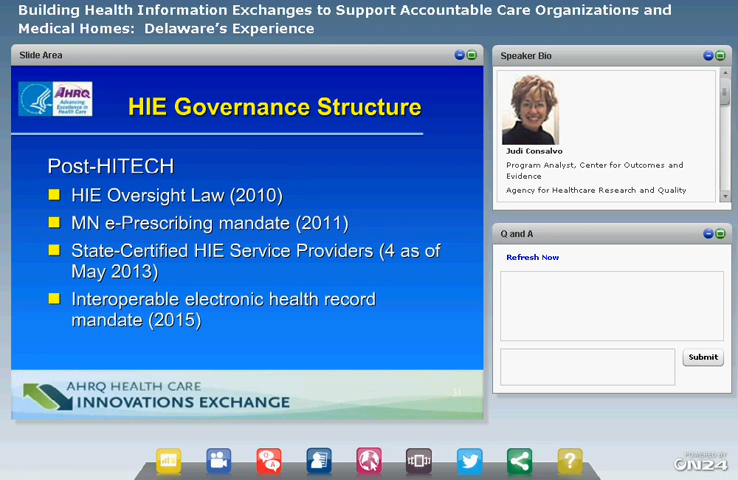 Building Health Information Exchanges to Support Accountable Care Organizations and
Medical Homes: Delaware's Experience
Slide Area
AHRQ
Advancing
Excellence in
Health Care
HIE Governance Structure
Post-HITECH
HIE Oversight Law (2010)
MN e-Prescribing mandate (2011)
State-Certified HIE Service Providers (4 as of
May 2013)
Interoperable electronic health record
mandate (2015)
AHRQ HEALTH CARE
INNOVATIONS EXCHANGE
Speaker Bio
Judi Consalvo
Program Analyst, Center for Outcomes and
Evidence
Agency for Healthcare Research and Quality
Q and A
Refresh Now
Submit
Q
A
?
POWERED BY
ON24